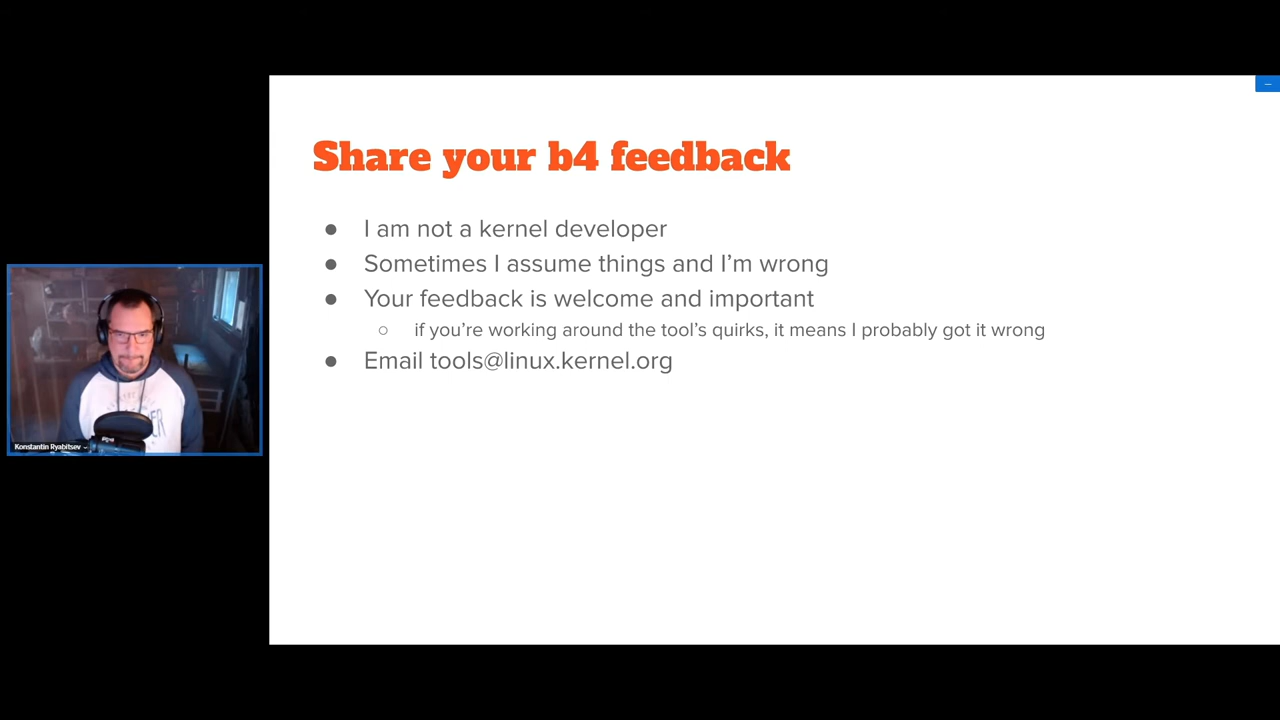 Share your b4 feedback
● I am not a kernel developer
● Sometimes I assume things and I'm wrong
● Your feedback is welcome and important
○ if you're working around the tool's quirks, it means I probably got it wrong
● Email tools@linux.kernel.org
Konstantin Ryabitsev